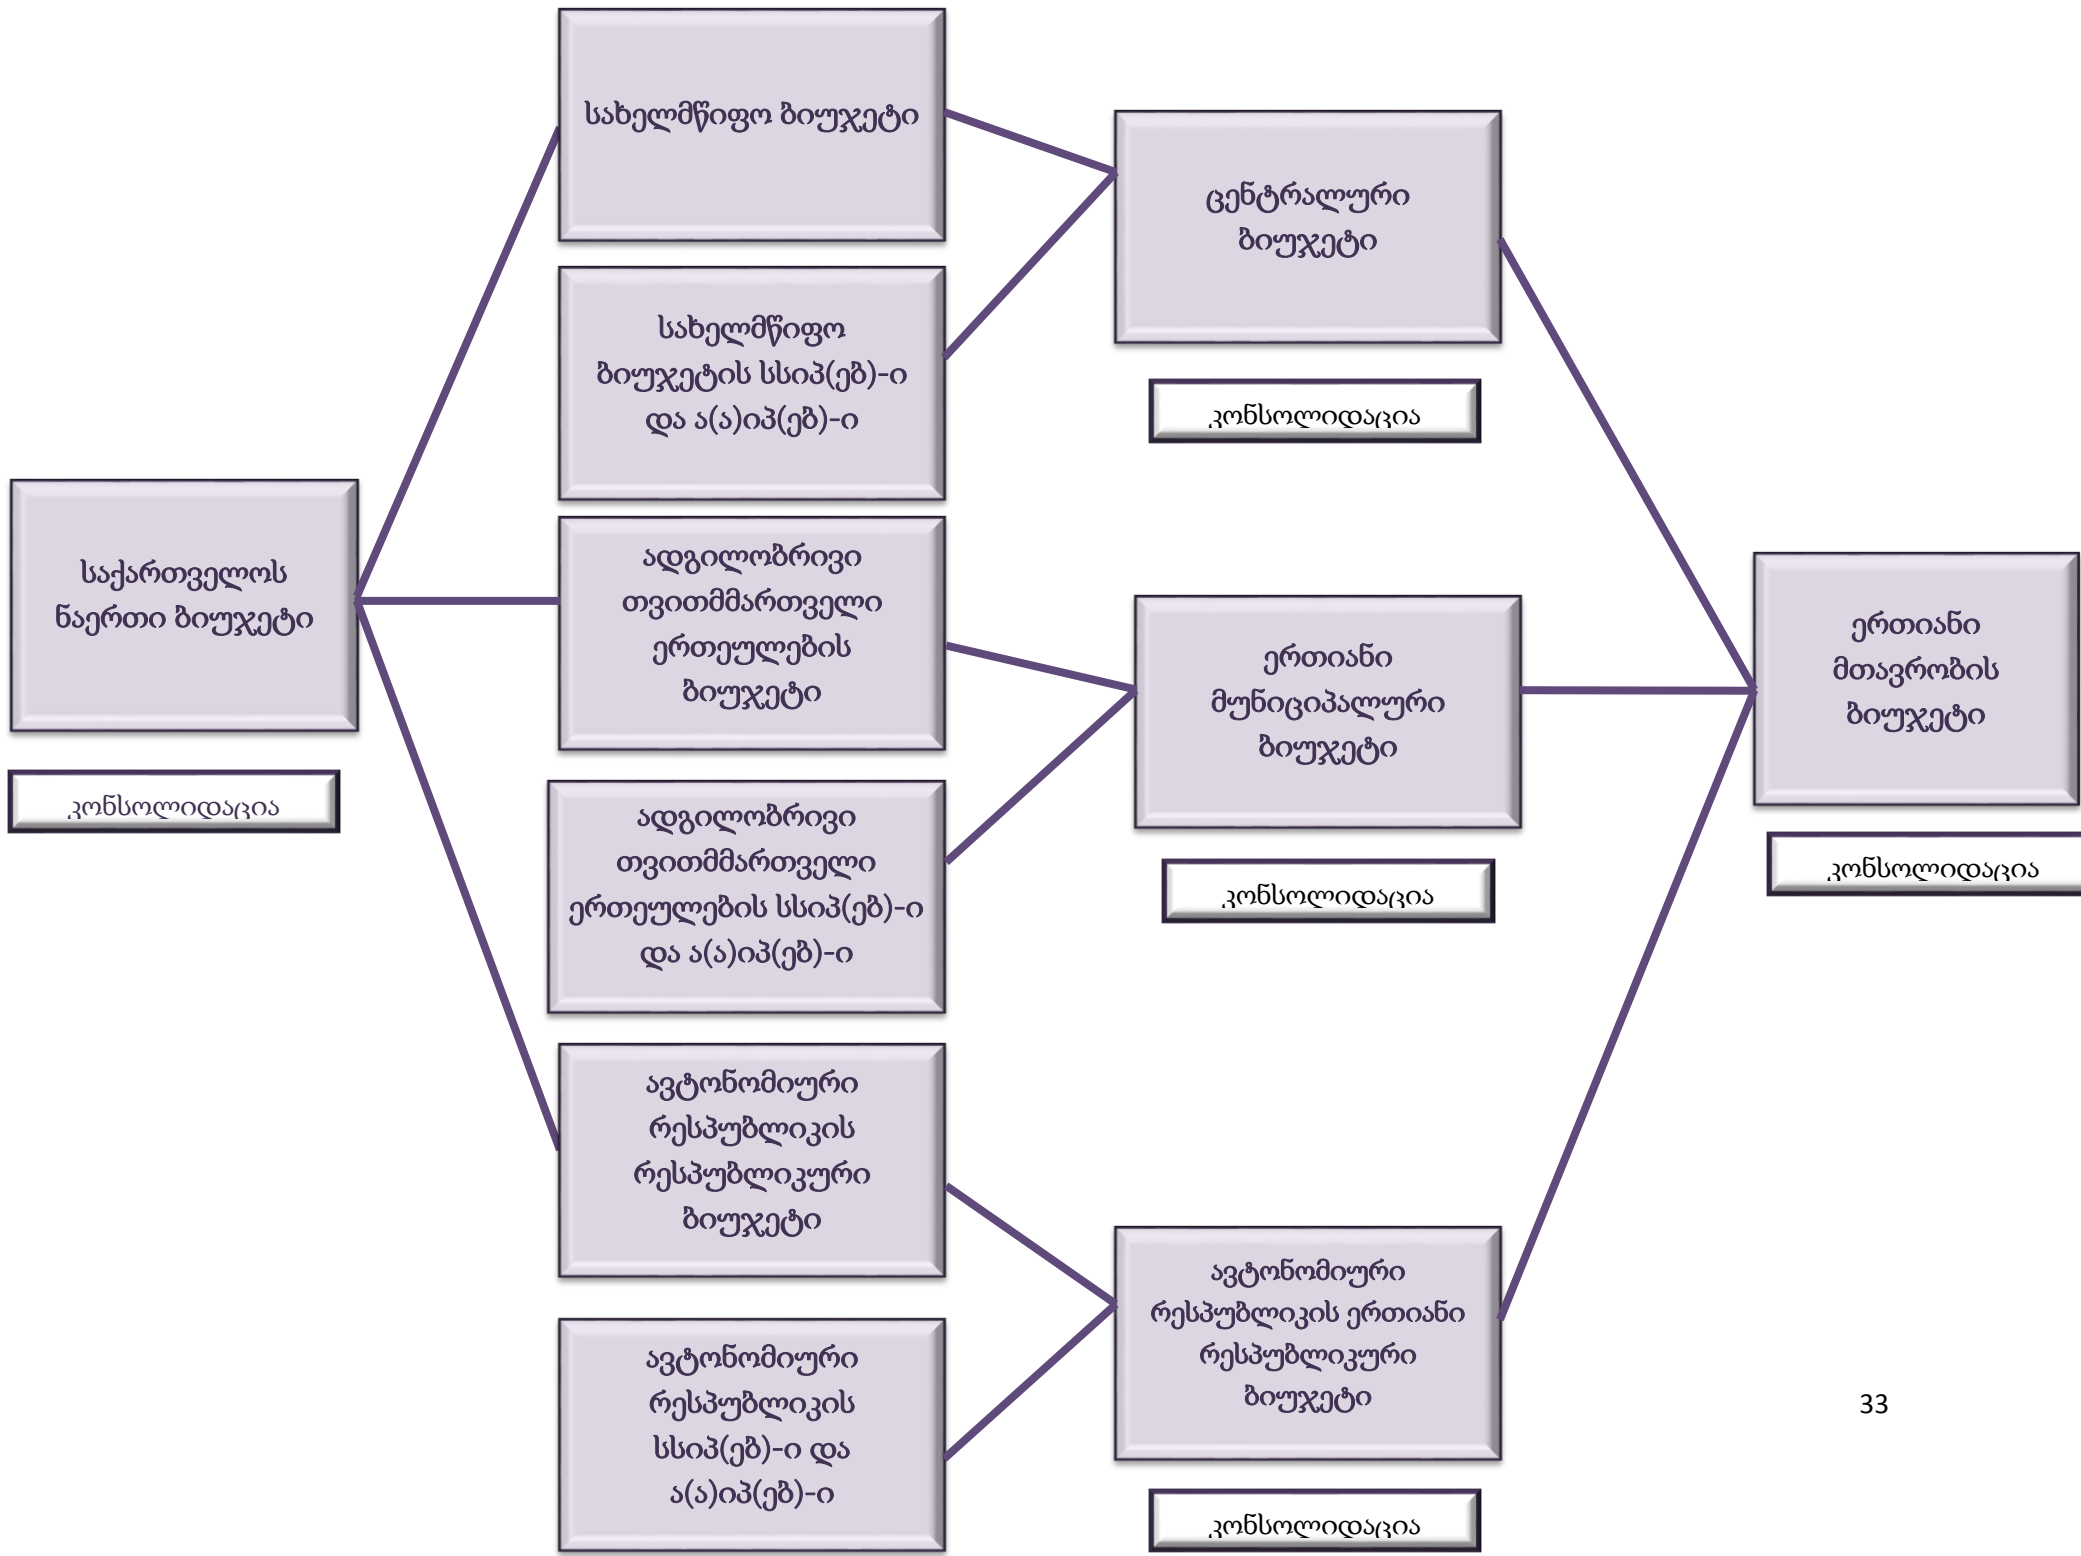 საქართველოს
ნაერთი ბიუჯეტი
კონსოლიდაცია
სახელმწიფო ბიუჯეტი
სახელმწიფო
ბიუჯეტის სსიპ(ებ)-ი
და ა(ა)იპ(ებ)-ი
ადგილობრივი
თვითმმართველი
ერთეულების
ბიუჯეტი
ადგილობრივი
თვითმმართველი
ერთეულების სსიპ(ებ)-ი
და ა(ა)იპ(ებ)-ი
ავტონომიური
რესპუბლიკის
რესპუბლიკური
ბიუჯეტი
ავტონომიური
რესპუბლიკის
სსიპ(ებ)-ი და
ა(ა)იპ(ებ)-ი
ცენტრალური
ბიუჯეტი
კონსოლიდაცია
ერთიანი
მუნიციპალური
ბიუჯეტი
კონსოლიდაცია
ავტონომიური
რესპუბლიკის ერთიანი
რესპუბლიკური
ბიუჯეტი
კონსოლიდაცია
ერთიანი
მთავრობის
ბიუჯეტი
კონსოლიდაცია
33